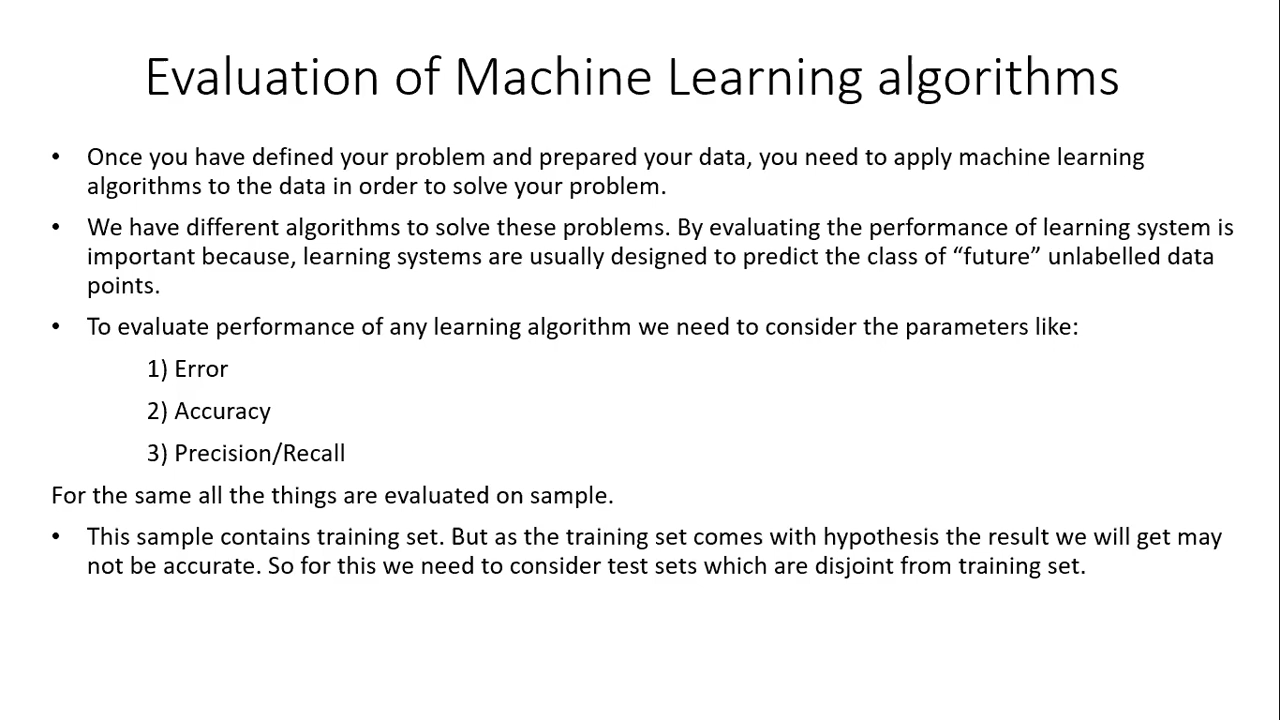 Evaluation of Machine Learning algorithms
• Once you have defined your problem and prepared your data, you need to apply machine learning
algorithms to the data in order to solve your problem.
• We have different algorithms to solve these problems. By evaluating the performance of learning system is
important because, learning systems are usually designed to predict the class of “future” unlabelled data
points.
• To evaluate performance of any learning algorithm we need to consider the parameters like:
1) Error
2) Accuracy
3) Precision/Recall
For the same all the things are evaluated on sample.
• This sample contains training set. But as the training set comes with hypothesis the result we will get may
not be accurate. So for this we need to consider test sets which are disjoint from training set.